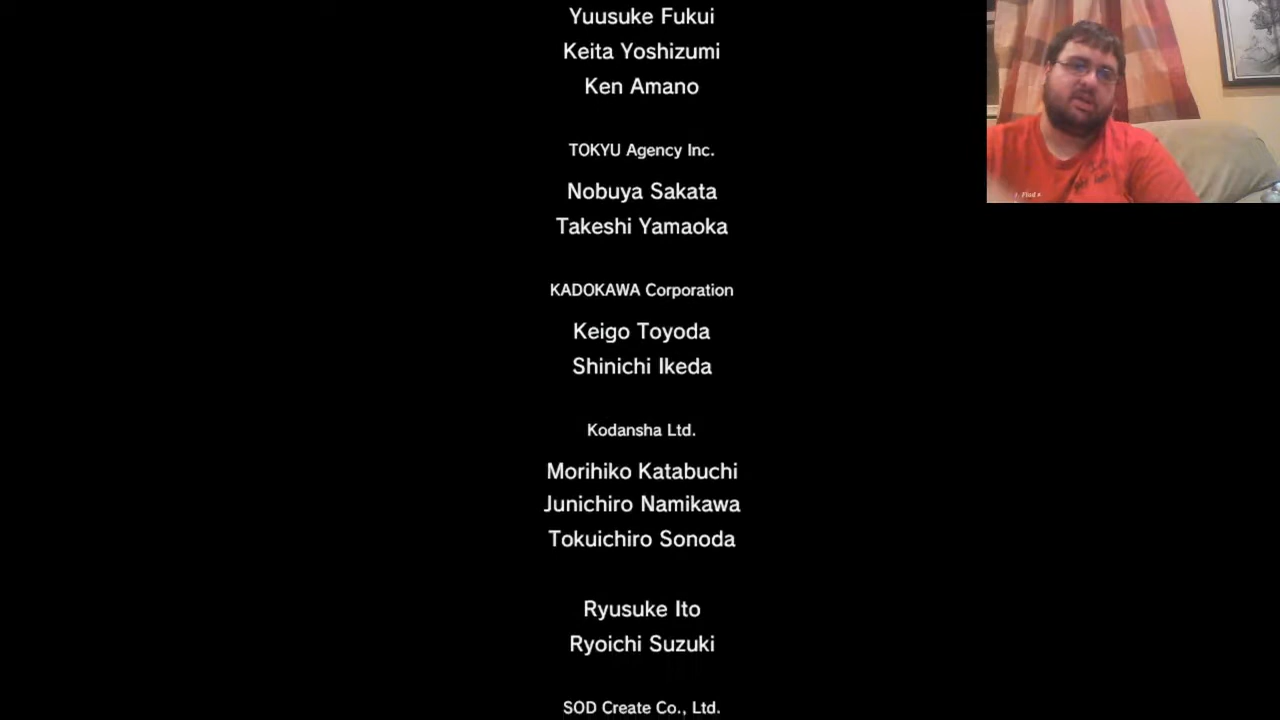 Yuusuke Fukui
Keita Yoshizumi
Ken Amano
TOKYU Agency Inc.
Nobuya Sakata
Takeshi Yamaoka
KADOKAWA Corporation
Keigo Toyoda
Shinichi Ikeda
Kodansha Ltd.
Morihiko Katabuchi
Junichiro Namikawa
Tokuichiro Sonoda
Ryusuke Ito
Ryoichi Suzuki
SOD Create Co., Ltd.